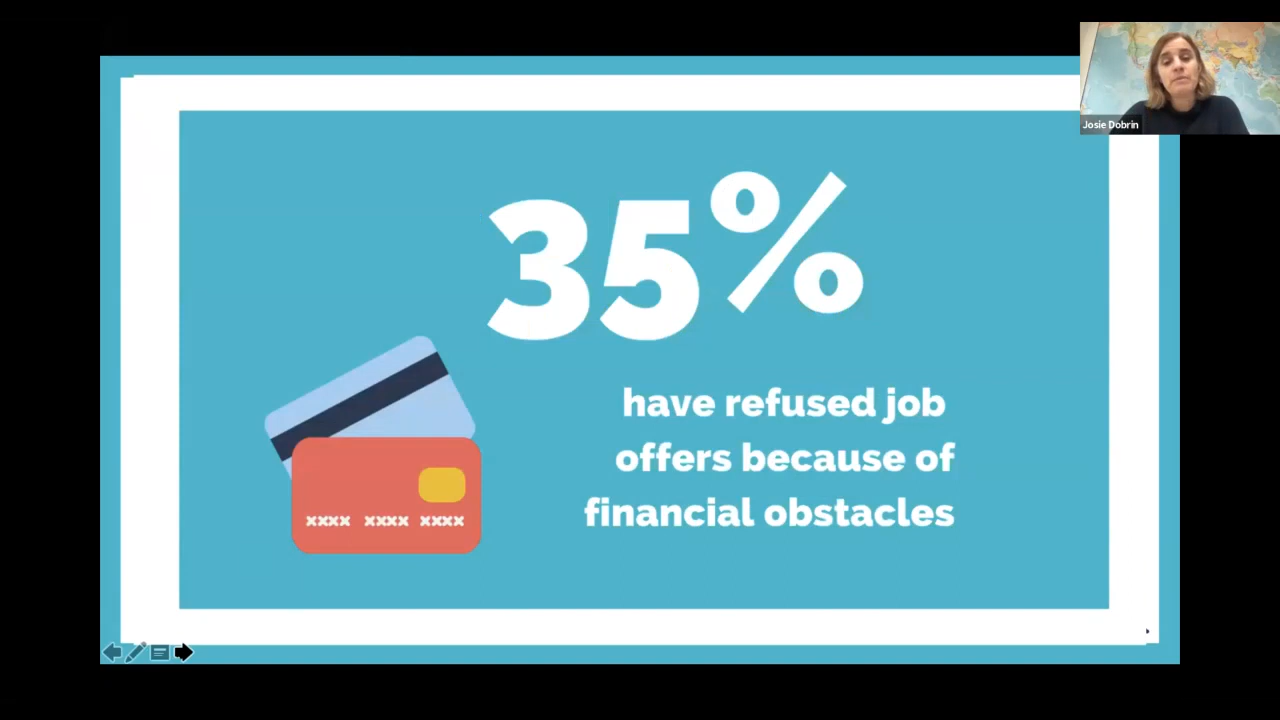 Josie Dobrin
35%
have refused job
offers because of
financial obstacles
xxxx xxxx xxxx